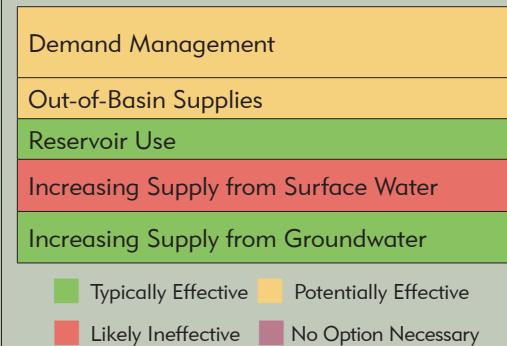 Demand Management
Out-of-Basin Supplies
Reservoir Use
Increasing Supply from Surface Water
Increasing Supply from Groundwater
Typically Effective Potentially Effective
Likely Ineffective No Option Necessary